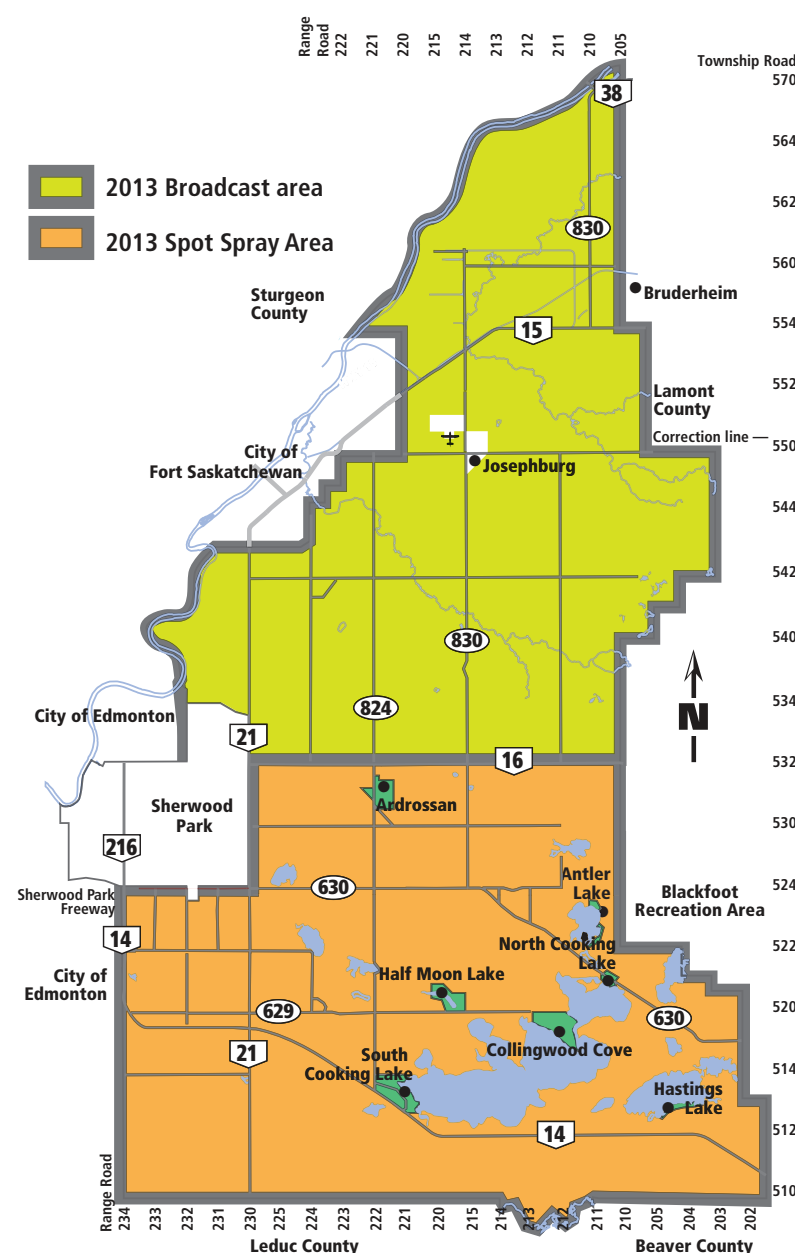 Range
Road
222 221 220 215 214 213 212 211 210 205
Township Road
570
38
564
2013 Broadcast area
562
830
2013 Spot Spray Area
560
Sturgeon
County
Bruderheim
554
15
552
Lamont
County
Correction line
550
City of
Fort Saskatchewan
Josephburg
544
542
830
540
824
534
City of Edmonton
N
21
16
532
Sherwood
Park
Ardrossan
530
216
630
524
Sherwood Park
Freeway
Antler
Lake
Blackfoot
Recreation Area
14
522
North Cooking
Lake
City of
Edmonton
Half Moon Lake
520
629
630
21
Collingwood Cove
South
Cooking Lake
514
Hastings
Lake
14
512
510
Range Road
234 233 232 231 230 225 224 223 222 221 220 215 214 213 212 211 210 205 204 203 202
Leduc County
Beaver County